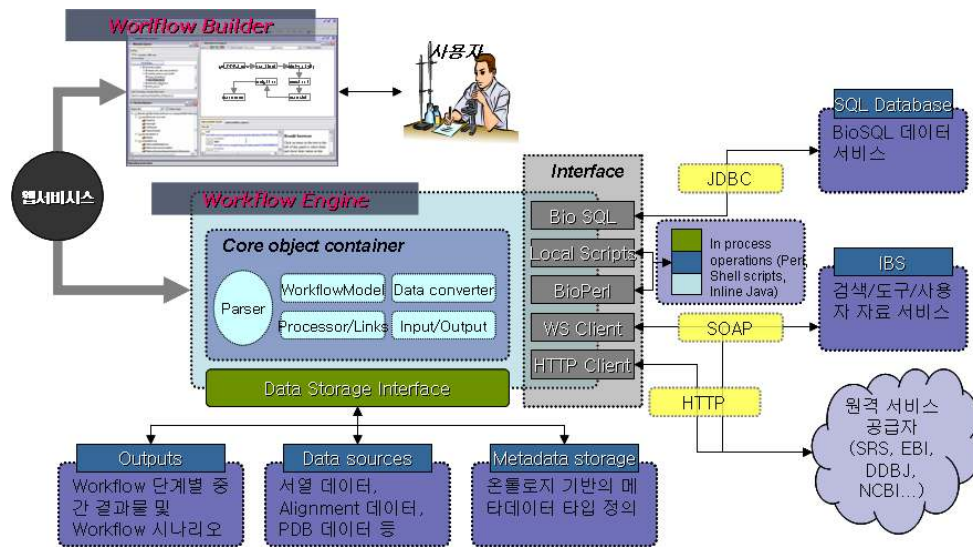 Worlflow Builder
사용자
웹서비시스
Workflow Engine
Core object container
Parser
WorkflowModel
Data converter
Processor/Links
Input/Output
Data Storage Interface
Interface
Bio SQL
Local Scripts
BioPerl
WS Client
HTTP Client
JDBC
SOAP
HTTP
In process
operations (Perl,
Shell scripts,
Inline Java)
SQL Database
BioSQL 데이터
서비스
IBS
검색/도구/사용
자 자료 서비스
원격 서비스
공급자
(SRS, EBI,
DDBJ,
NCBI...)
Outputs
Workflow 단계별 중
간 결과물 및
Workflow 시나리오
Data sources
서열 데이터,
Alignment 데이터,
PDB 데이터 등
Metadata storage
온톨로지 기반의 메
타데이터 타입 정의